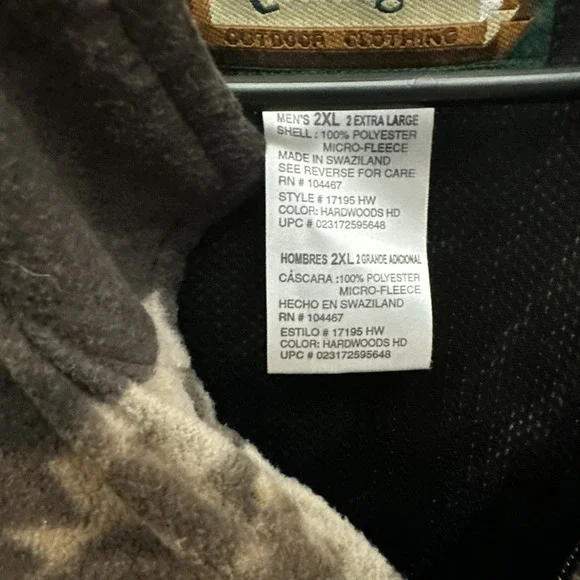 OUTDOOR CLOTHING
MEN'S 2XL 2 EXTRA LARGE
SHELL : 100% POLYESTER
MICRO-FLEECE
MADE IN SWAZILAND
SEE REVERSE FOR CARE
RN # 104467
STYLE # 17195 HW
COLOR: HARDWOODS HD
UPC # 023172595648
HOMBRES 2XL 2 GRANDE ADICIONAL
CÁSCARA :100% POLYESTER
MICRO-FLEECE
HECHO EN SWAZILAND
RN # 104467
ESTILO # 17195 HW
COLOR: HARDWOODS HD
UPC # 023172595648